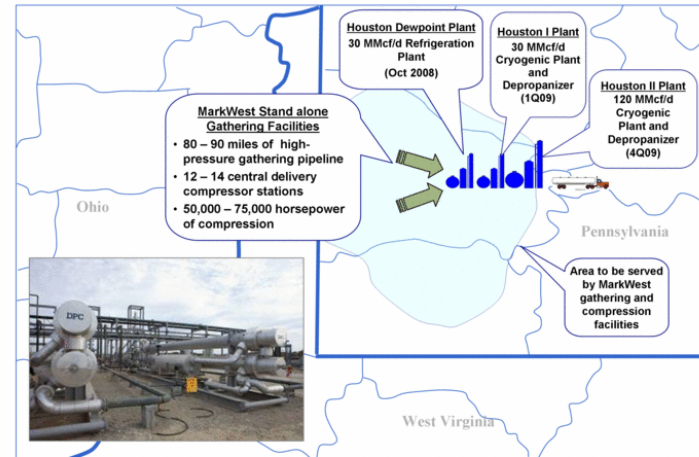 Houston Dewpoint Plant
30 MMcf/d Refrigeration
Plant
(Oct 2008)
Houston I Plant
30 MMcf/d
Cryogenic Plant
and
Depropanizer
(1Q09)
Houston II Plant
120 MMcf/d
Cryogenic
Plant and
Depropanizer
(4Q09)
MarkWest Stand alone
Gathering Facilities
• 80 – 90 miles of high-
pressure gathering pipeline
• 12 – 14 central delivery
compressor stations
• 50,000 – 75,000 horsepower
of compression
Ohio
Pennsylvania
Area to be served
by MarkWest
gathering and
compression
facilities
DPC
West Virginia